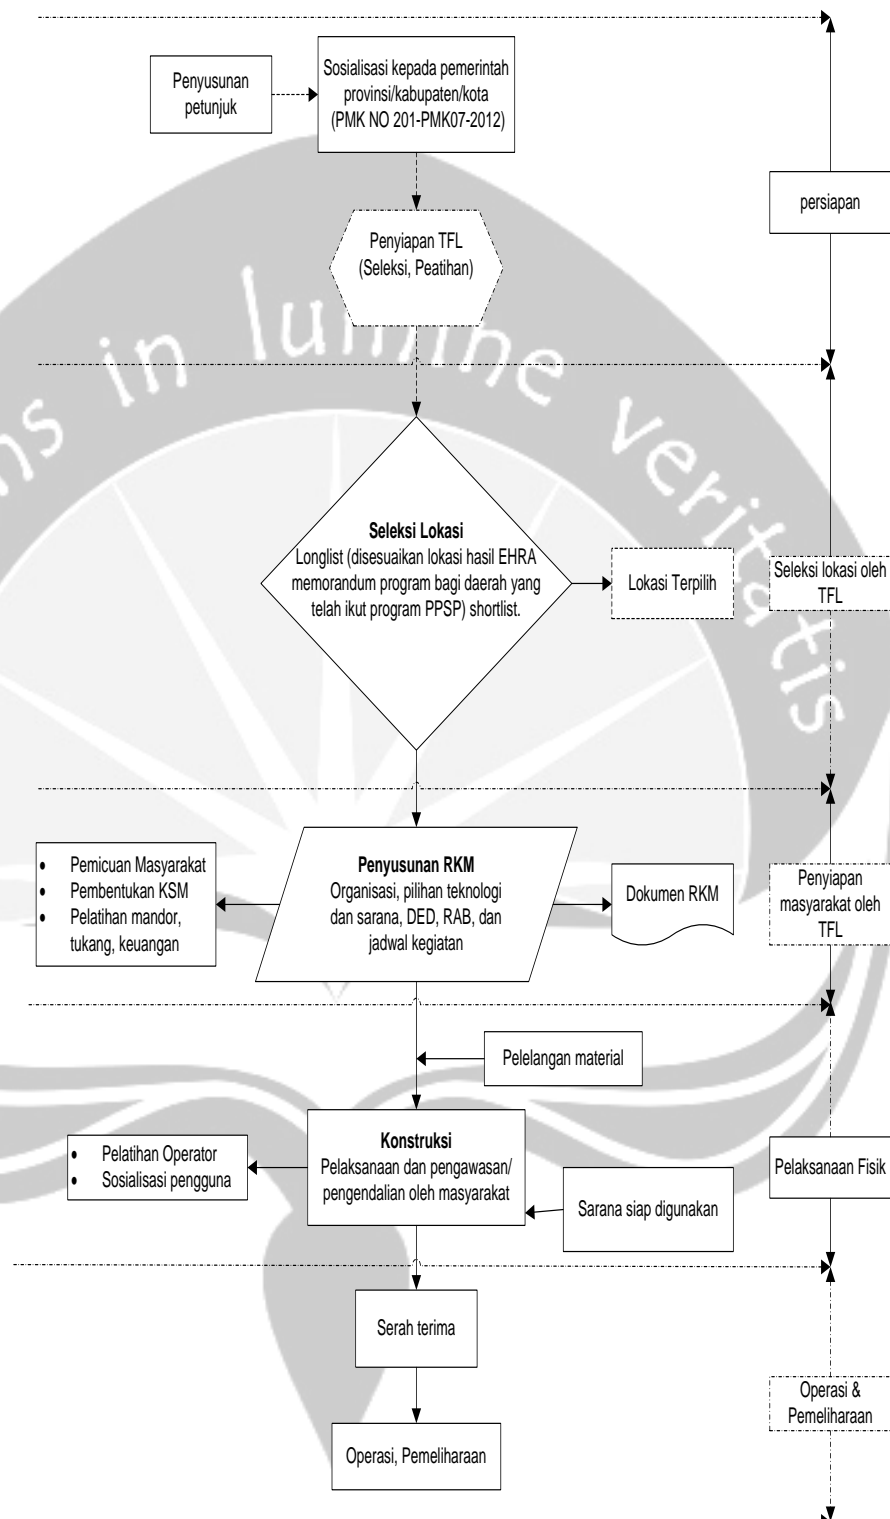 Penyusunan
petunjuk
Sosialisasi kepada pemerintah
provinsi/kabupaten/kota
(PMK NO 201-PMK07-2012)
persiapan
Penyiapan TFL
(Seleksi, Peatihan)
ns in lumine veritatis
Seleksi Lokasi
Longlist (disesuaikan lokasi hasil EHRA
memorandum program bagi daerah yang
telah ikut program PPSP) shortlist.
Lokasi Terpilih
Seleksi lokasi oleh
TFL
• Pemicuan Masyarakat
• Pembentukan KSM
• Pelatihan mandor,
tukang, keuangan
Penyusunan RKM
Organisasi, pilihan teknologi
dan sarana, DED, RAB, dan
jadwal kegiatan
Dokumen RKM
Penyiapan
masyarakat oleh
TFL
Pelelangan material
• Pelatihan Operator
• Sosialisasi pengguna
Konstruksi
Pelaksanaan dan pengawasan/
pengendalian oleh masyarakat
Sarana siap digunakan
Pelaksanaan Fisik
Serah terima
Operasi, Pemeliharaan
Operasi &
Pemeliharaan